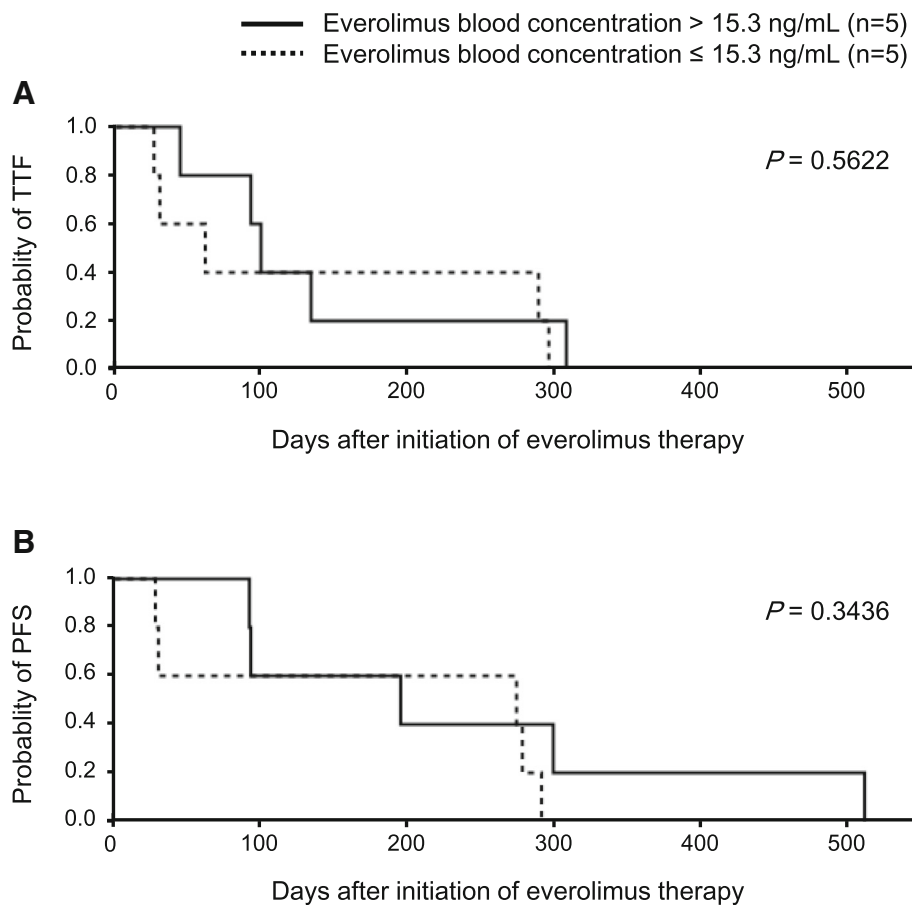 Everolimus blood concentration > 15.3 ng/mL (n=5)
Everolimus blood concentration ≤ 15.3 ng/mL (n=5)
A
1.0
0.8
0.6
0.4
0.2
0.0
Probablity of TTF
P = 0.5622
0 100 200 300 400 500
Days after initiation of everolimus therapy
B
1.0
0.8
0.6
0.4
0.2
0.0
Probablity of PFS
P = 0.3436
0 100 200 300 400 500
Days after initiation of everolimus therapy